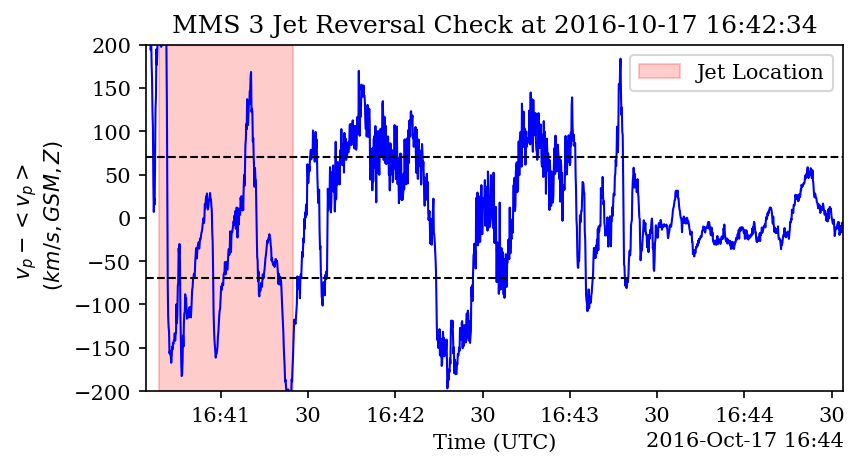 MMS 3 Jet Reversal Check at 2016-10-17 16:42:34
200
150
100
50
0
−50
−100
−150
−200
v_p − < v_p >
(km/s, GSM, Z)
Jet Location
16:41 30 16:42 30 16:43 30 16:44 30
Time (UTC)
2016-Oct-17 16:44